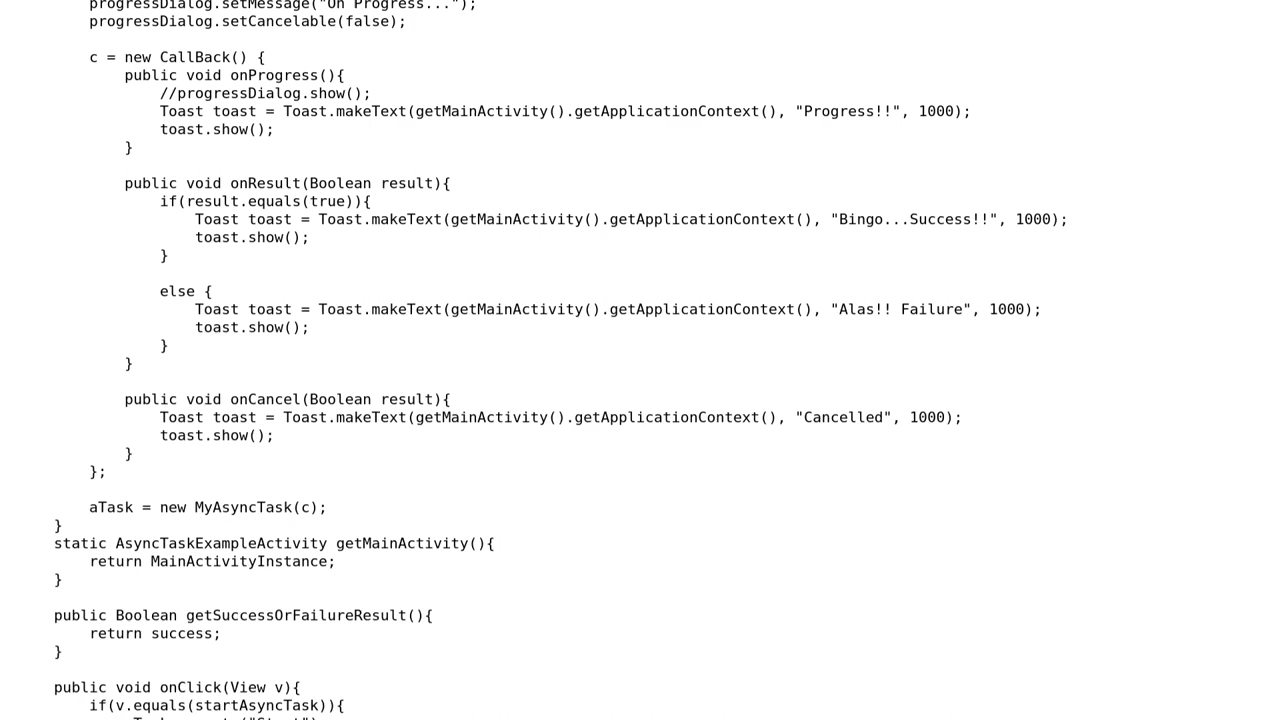 progressDialog.setMessage("On Progress...");
progressDialog.setCancelable(false);
c = new CallBack() {
public void onProgress(){
//progressDialog.show();
Toast toast = Toast.makeText(getMainActivity().getApplicationContext(), "Progress!!", 1000);
toast.show();
}
public void onResult(Boolean result){
if(result.equals(true)){
Toast toast = Toast.makeText(getMainActivity().getApplicationContext(), "Bingo...Success!!", 1000);
toast.show();
}
else {
Toast toast = Toast.makeText(getMainActivity().getApplicationContext(), "Alas!! Failure", 1000);
toast.show();
}
}
public void onCancel(Boolean result){
Toast toast = Toast.makeText(getMainActivity().getApplicationContext(), "Cancelled", 1000);
toast.show();
}
};
aTask = new MyAsyncTask(c);
}
static AsyncTaskExampleActivity getMainActivity(){
return MainActivityInstance;
}
public Boolean getSuccessOrFailureResult(){
return success;
}
public void onClick(View v){
if(v.equals(startAsyncTask)){